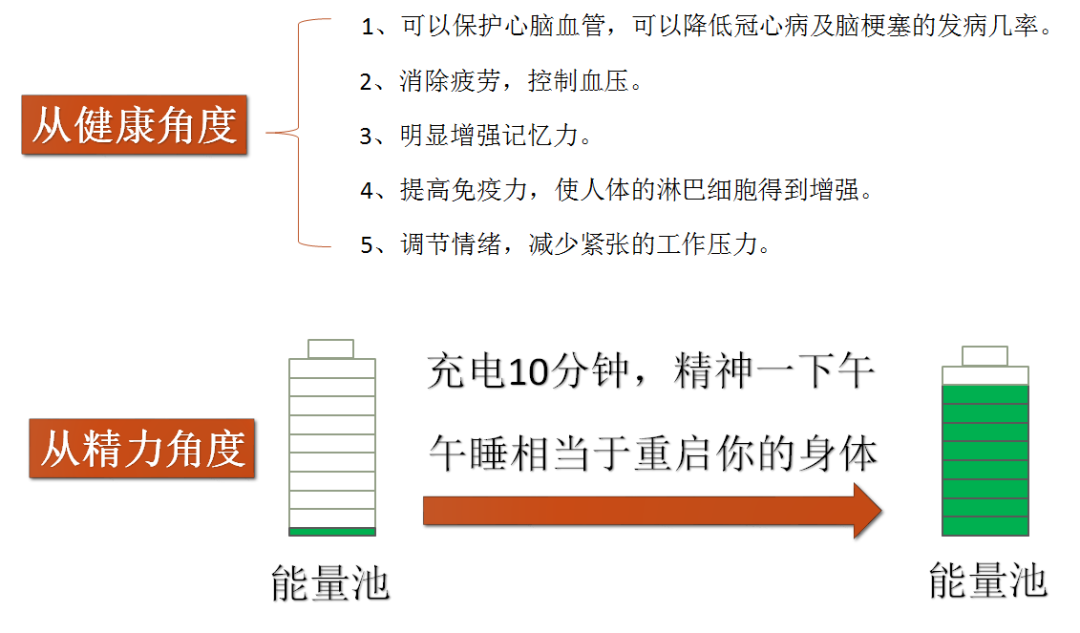 从健康角度
1、可以保护心脑血管，可以降低冠心病及脑梗塞的发病几率。
2、消除疲劳，控制血压。
3、明显增强记忆力。
4、提高免疫力，使人体的淋巴细胞得到增强。
5、调节情绪，减少紧张的工作压力。
从精力角度
充电10分钟，精神一下午
午睡相当于重启你的身体
能量池
能量池